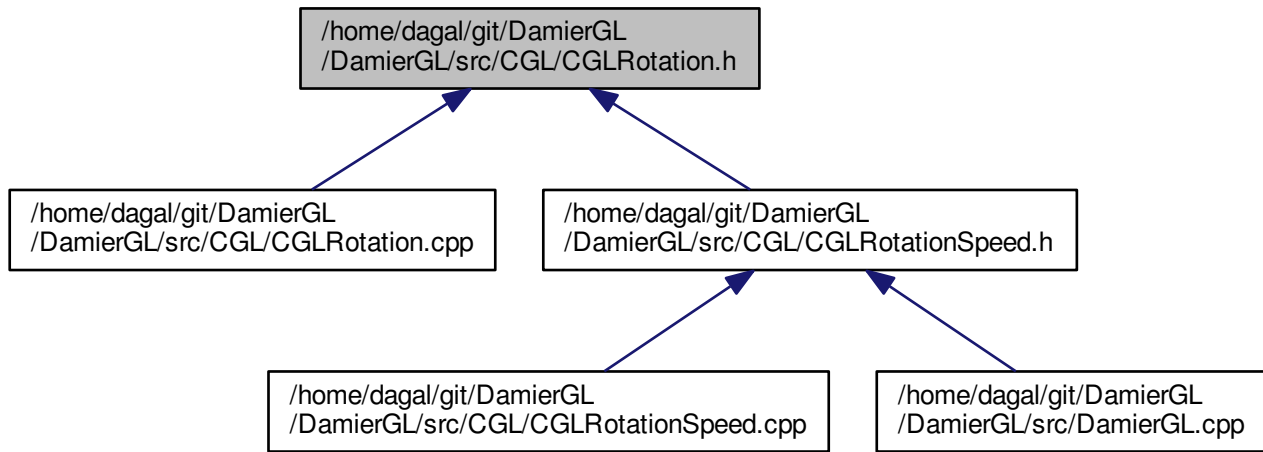 /home/dagal/git/DamierGL
/DamierGL/src/CGL/CGLRotation.h
/home/dagal/git/DamierGL
/DamierGL/src/CGL/CGLRotation.cpp
/home/dagal/git/DamierGL
/DamierGL/src/CGL/CGLRotationSpeed.h
/home/dagal/git/DamierGL
/DamierGL/src/CGL/CGLRotationSpeed.cpp
/home/dagal/git/DamierGL
/DamierGL/src/DamierGL.cpp